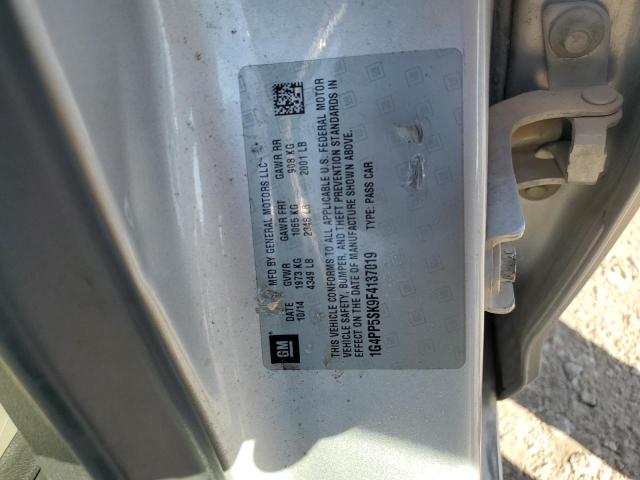 GM
MFD BY GENERAL MOTORS LLC
10/14 GVWR GAWR FRT GAWR RR
1973 KG 1065 KG 908 KG
4349 LB 2348 LB 2001 LB
THIS VEHICLE CONFORMS TO ALL APPLICABLE U.S. FEDERAL MOTOR
VEHICLE SAFETY, BUMPER, AND THEFT PREVENTION STANDARDS IN
EFFECT ON THE DATE OF MANUFACTURE SHOWN ABOVE.
1G4PP5SK9F4137819 TYPE: PASS CAR